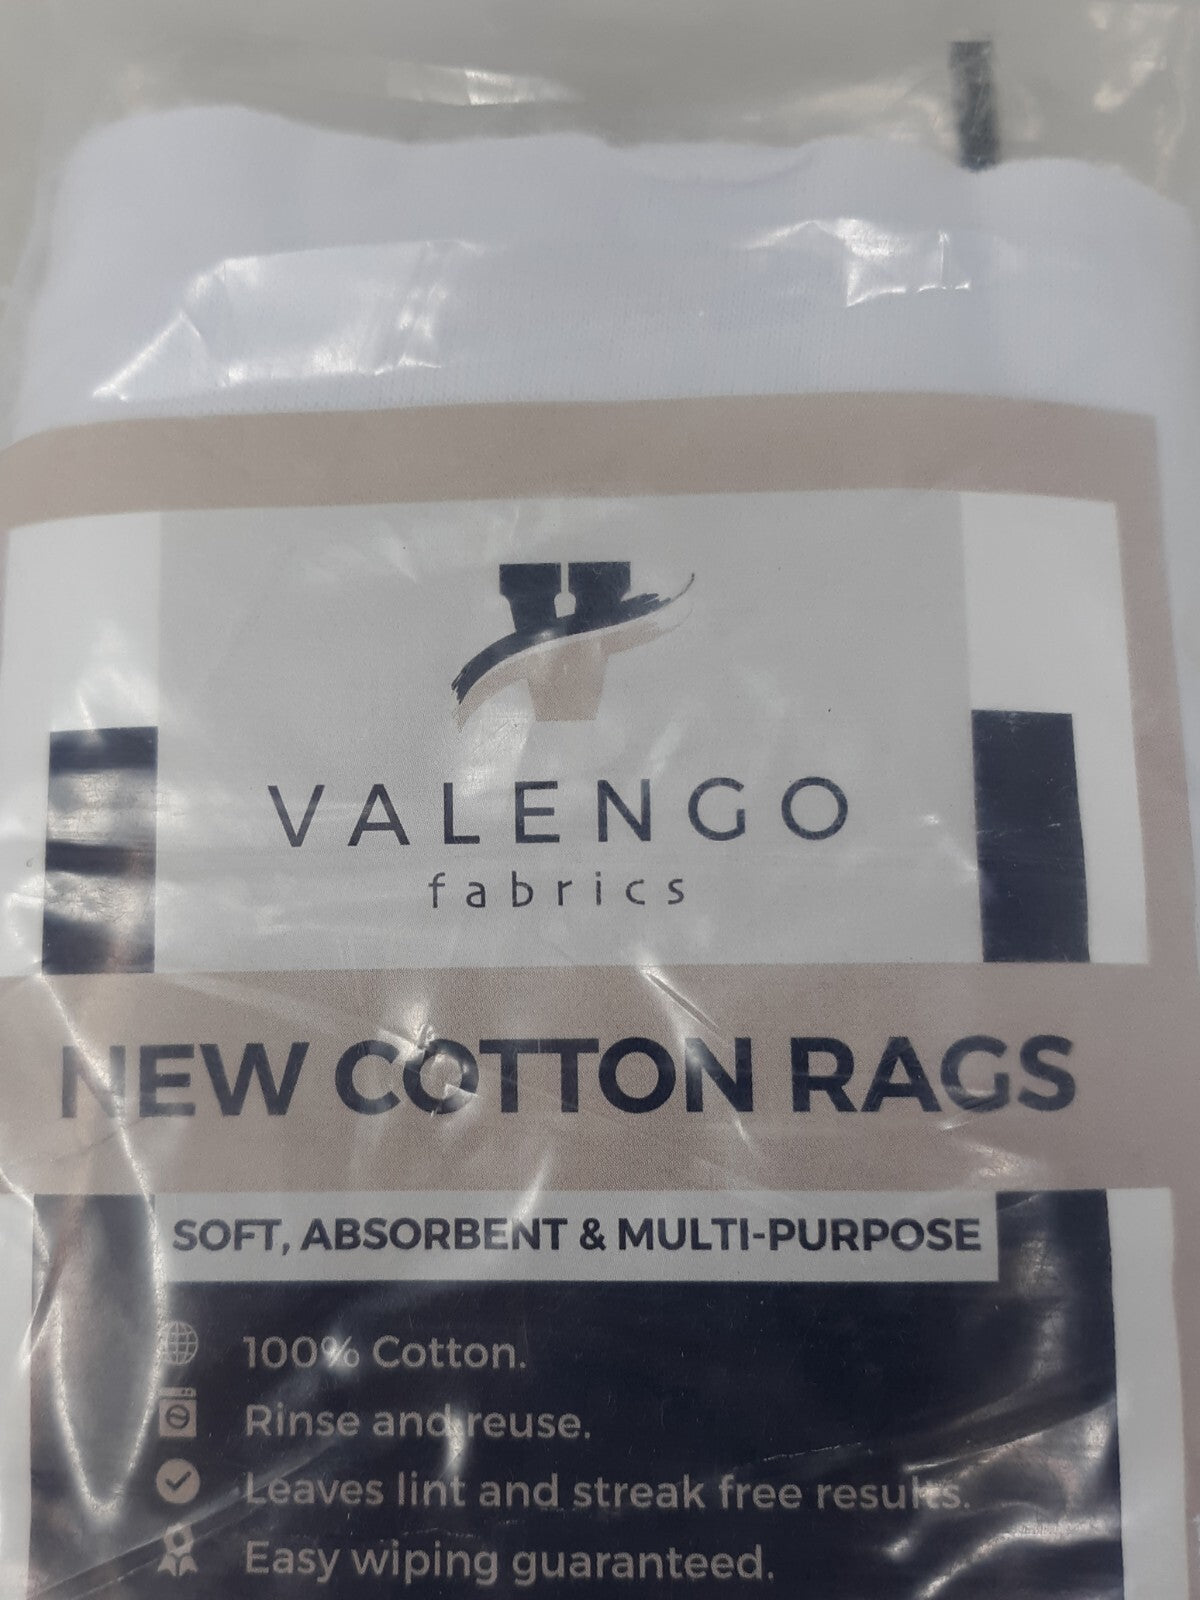 VALENGO
fabrics
NEW COTTON RAGS
SOFT, ABSORBENT & MULTI-PURPOSE
100% Cotton.
Rinse and reuse.
Leaves lint and streak free results.
Easy wiping guaranteed.